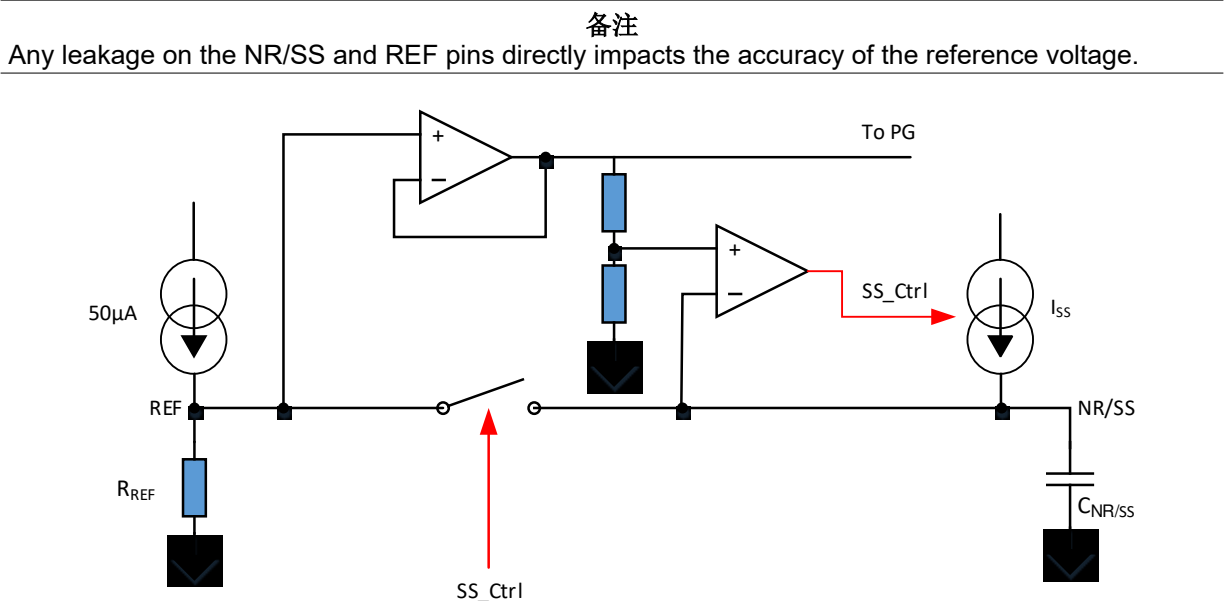 备注
Any leakage on the NR/SS and REF pins directly impacts the accuracy of the reference voltage.
To PG
+
−
+
−
SS_Ctrl
50µA
ISS
REF
NR/SS
RREF
CNR/SS
SS_Ctrl